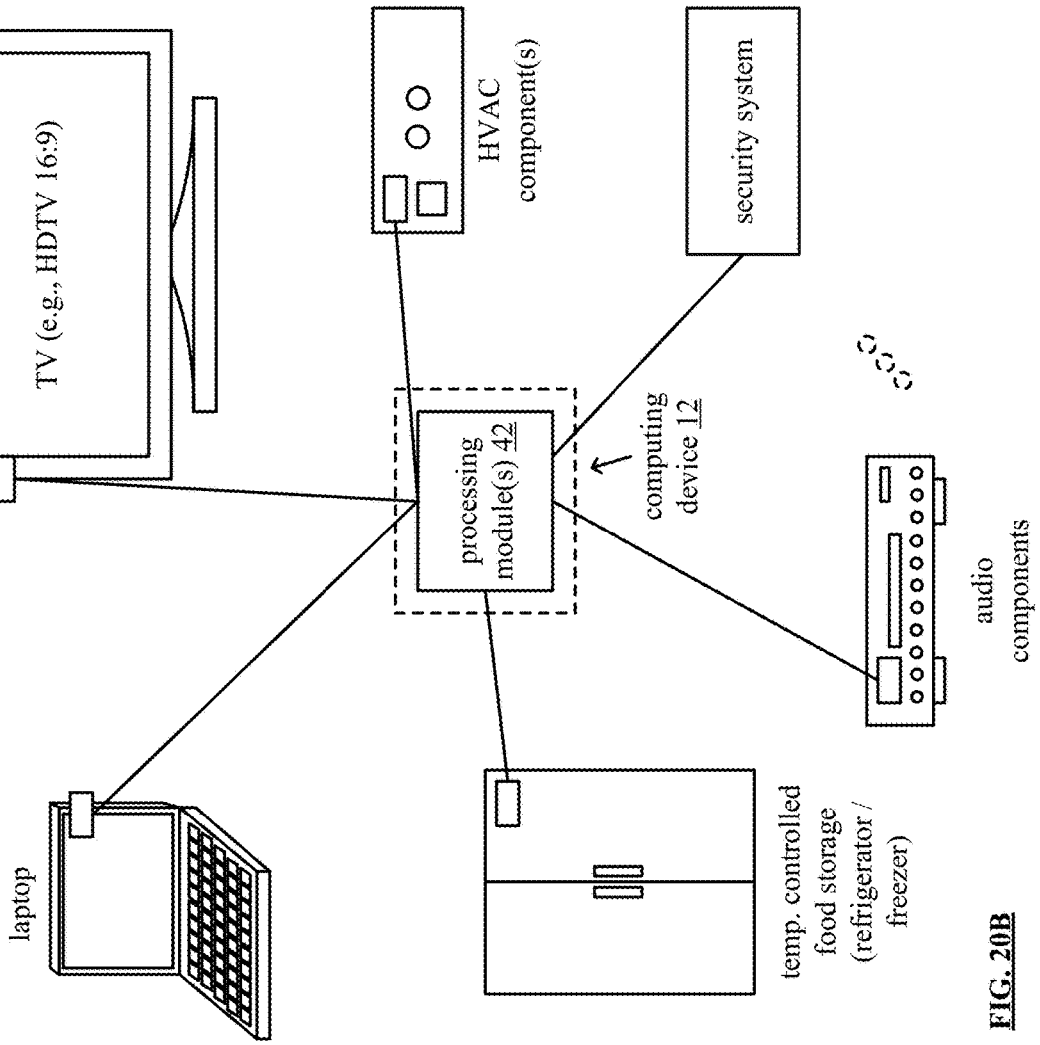 laptop
TV (e.g., HDTV 16:9)
HVAC
component(s)
processing
module(s) 42
computing
device 12
security system
temp. controlled
food storage
(refrigerator /
freezer)
audio
components
FIG. 20B